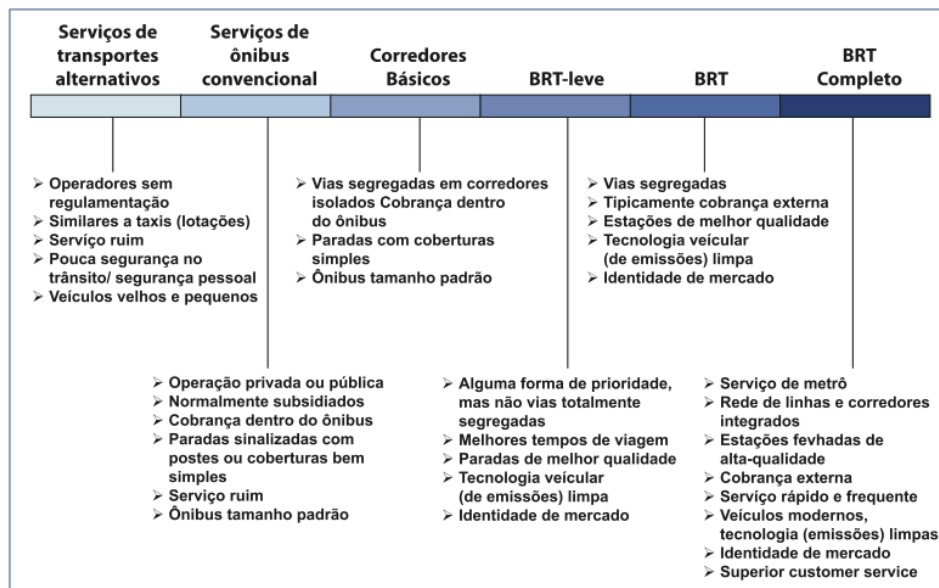 Serviços de
transportes
alternativos
Serviços de
ônibus
convencional
Corredores
Básicos
BRT-leve
BRT
BRT
Completo
➢ Operadores sem
regulamentação
➢ Similares a taxis (lotações)
➢ Servíço ruim
➢ Pouca segurança no
trânsito/ segurança pessoal
➢ Veículos velhos e pequenos
➢ Vias segregadas em corredores
isolados Cobrança dentro
do ônibus
➢ Paradas com coberturas
simples
➢ Ônibus tamanho padrão
➢ Vias segregadas
➢ Tipicamente cobrança externa
➢ Estações de melhor qualidade
➢ Tecnologia veícular
(de emissões) limpa
➢ Identidade de mercado
➢ Operação privada ou pública
➢ Normalmente subsidiados
➢ Cobrança dentro do ônibus
➢ Paradas sinalizadas com
postes ou coberturas bem
simples
➢ Serviço ruim
➢ Ônibus tamanho padrão
➢ Alguma forma de prioridade,
mas não vias totalmente
segregadas
➢ Melhores tempos de viagem
➢ Paradas de melhor qualidade
➢ Tecnologia veícular
(de emissões) limpa
➢ Identidade de mercado
➢ Serviço de metrô
➢ Rede de linhas e corredores
integrados
➢ Estações fevhadas de
alta-qualidade
➢ Cobrança externa
➢ Servíço rápido e frequente
➢ Veículos modernos,
tecnologia (emissões) limpas
➢ Identidade de mercado
➢ Superior customer service